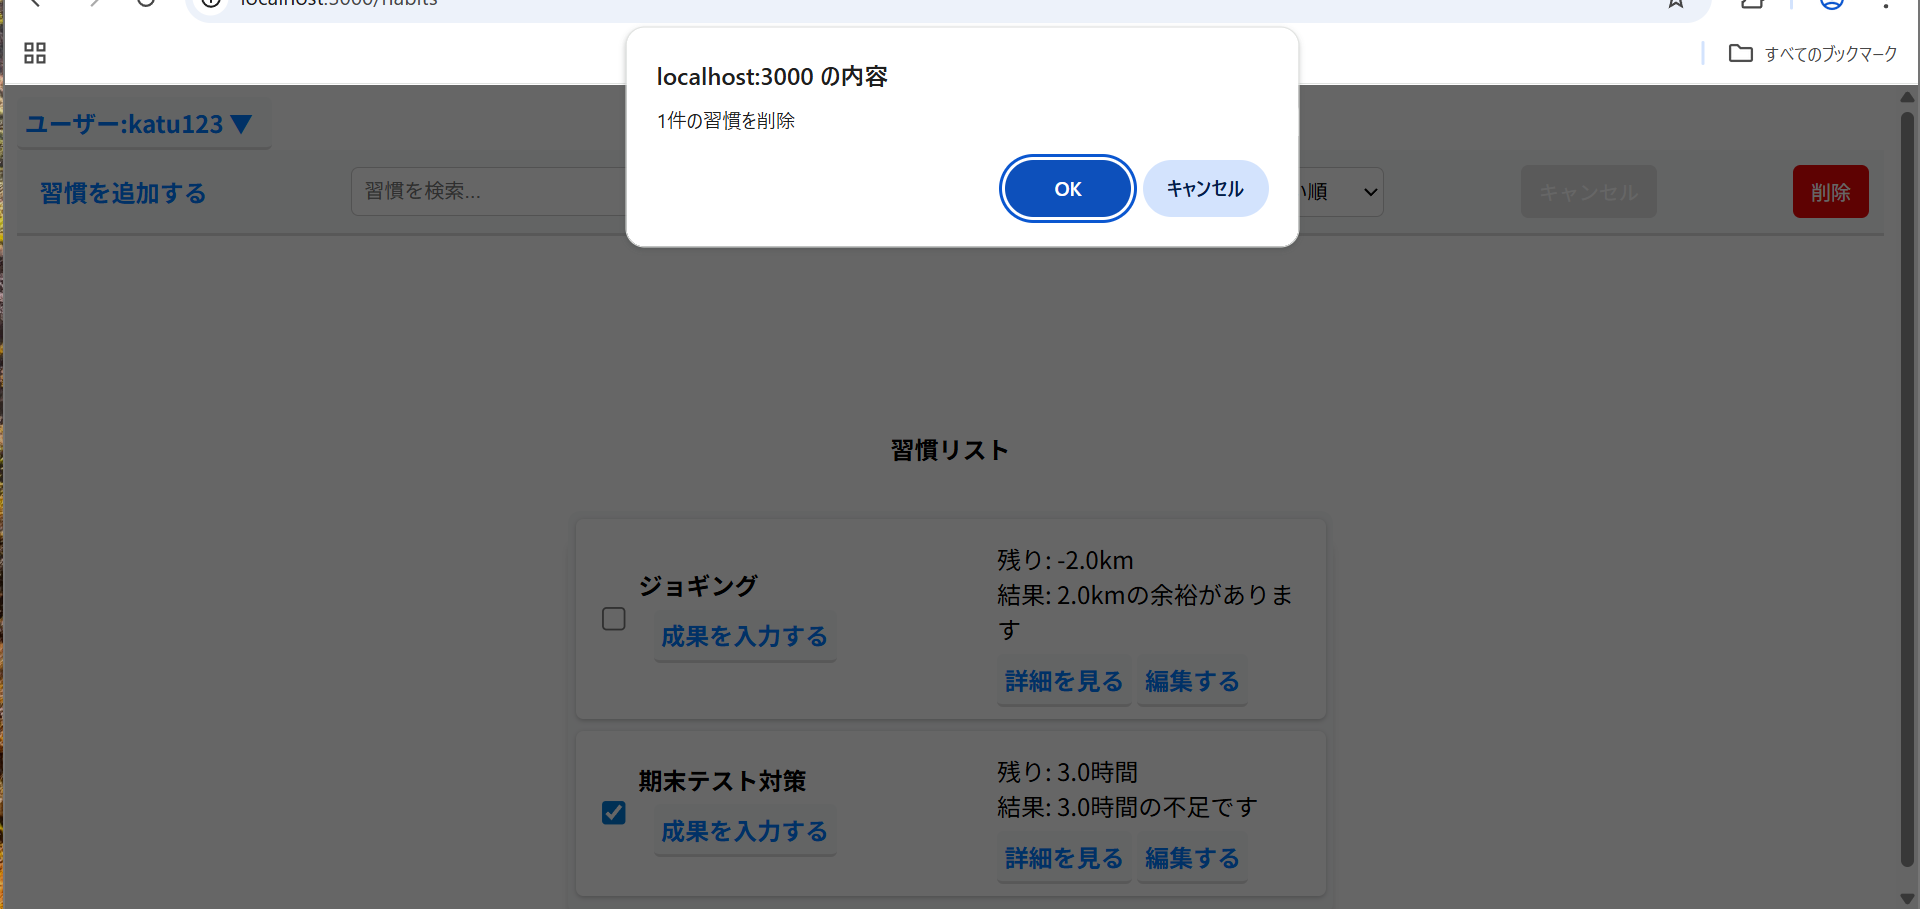 localhost:3000/habits
すべてのブックマーク
localhost:3000 の内容
1件の習慣を削除
OK
キャンセル
ユーザー:katu123 ▼
習慣を追加する
習慣を検索...
い順
キャンセル
削除
習慣リスト
ジョギング
成果を入力する
残り: -2.0km
結果: 2.0kmの余裕がありま
す
詳細を見る 編集する
期末テスト対策
成果を入力する
残り: 3.0時間
結果: 3.0時間の不足です
詳細を見る 編集する